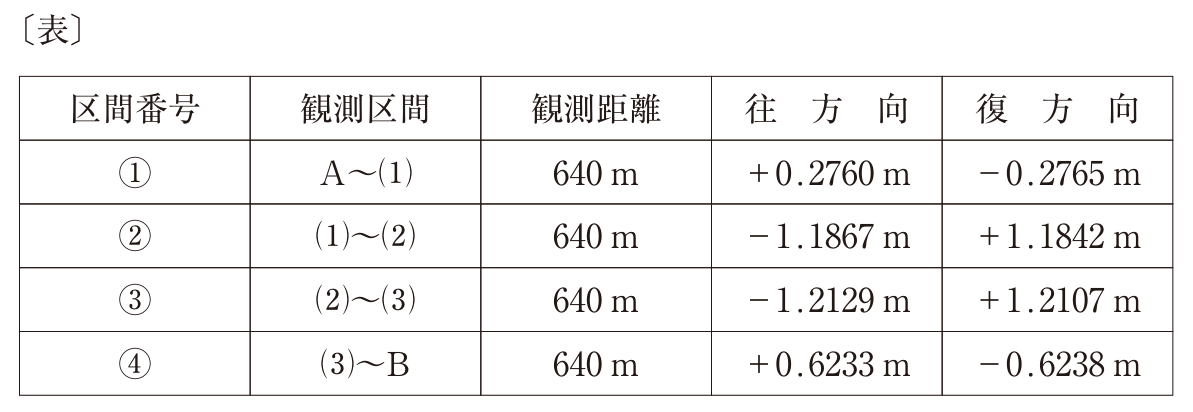 〔表〕
区間番号 観測区間 観測距離 往方向 復方向
① A～(1) 640 m +0.2760 m −0.2765 m
② (1)～(2) 640 m −1.1867 m +1.1842 m
③ (2)～(3) 640 m −1.2129 m +1.2107 m
④ (3)～B 640 m +0.6233 m −0.6238 m